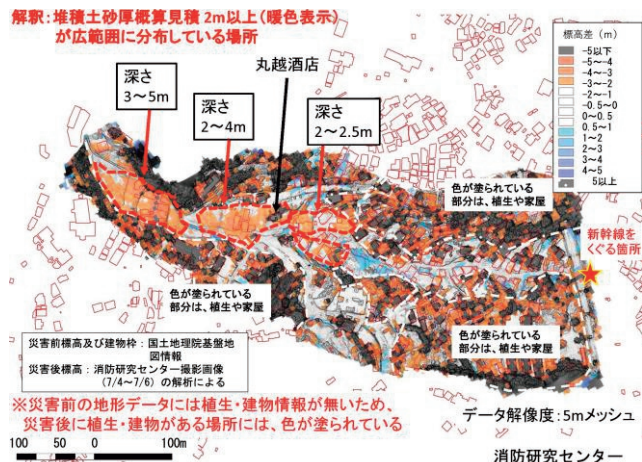 解釈:堆積土砂厚概算見積 2m以上(暖色表示)
が広範囲に分布している場所
標高差(m)
-5以下
-5~-4
-4~-3
-3~-2
-2~-1
-1~-0.5
-0.5~0
0~0.5
0.5~1
1~2
2~3
3~4
4~5
5以上
丸越酒店
深さ
3~5m
深さ
2~4m
深さ
2~2.5m
色が塗られている
部分は、植生や家屋
新幹線を
くぐる箇所
色が塗られている
部分は、植生や家屋
色が塗られている
部分は、植生や家屋
災害前標高及び建物枠:国土地理院基盤地
図情報
災害後標高:消防研究センター撮影画像
(7/4~7/6)の解析による
※災害前の地形データには植生・建物情報が無いため、
災害後に植生・建物がある場所には、色が塗られている
データ解像度:5mメッシュ
100 50 0 100m
消防研究センター